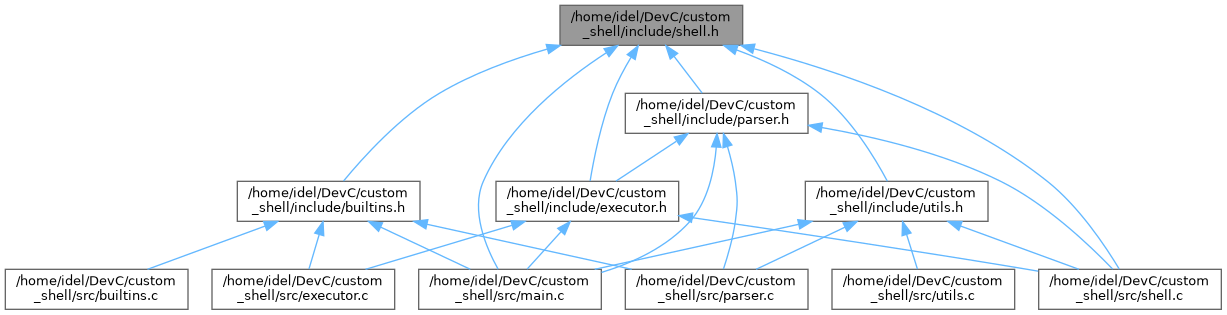 /home/idel/DevC/custom
_shell/include/shell.h
/home/idel/DevC/custom
_shell/include/parser.h
/home/idel/DevC/custom
_shell/include/builtins.h
/home/idel/DevC/custom
_shell/include/executor.h
/home/idel/DevC/custom
_shell/include/utils.h
/home/idel/DevC/custom
_shell/src/builtins.c
/home/idel/DevC/custom
_shell/src/executor.c
/home/idel/DevC/custom
_shell/src/main.c
/home/idel/DevC/custom
_shell/src/parser.c
/home/idel/DevC/custom
_shell/src/utils.c
/home/idel/DevC/custom
_shell/src/shell.c